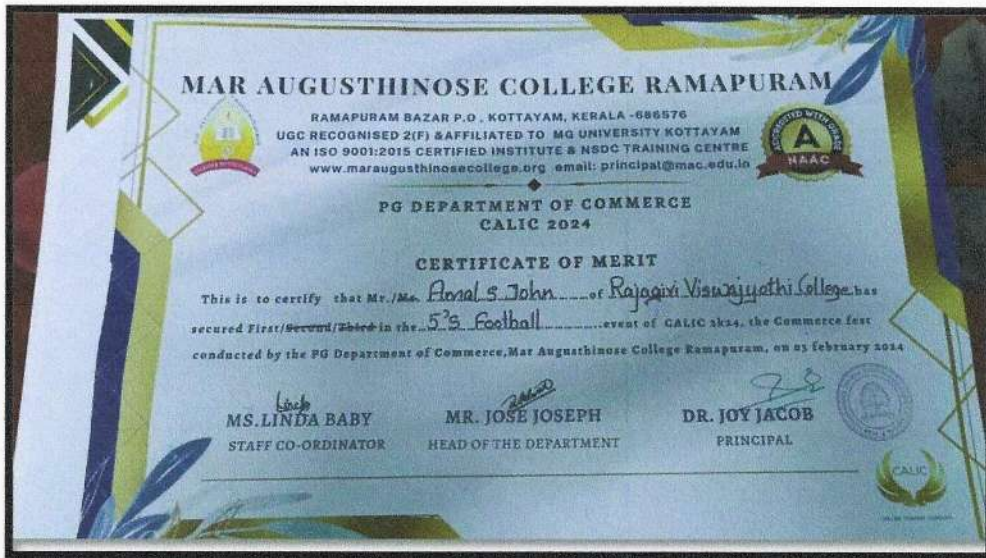 MAR AUGUSTHINOSE COLLEGE RAMAPURAM
RAMAPURAM BAZAR P.O , KOTTAYAM, KERALA -686576
UGC RECOGNISED 2(F) &AFFILIATED TO MG UNIVERSITY KOTTAYAM
AN ISO 9001:2015 CERTIFIED INSTITUTE & NSDC TRAINING CENTRE
www.maraugusthinosecollege.org email: principal@mac.edu.in
ACCREDITED WITH GRADE
A
NAAC
PG DEPARTMENT OF COMMERCE
CALIC 2024
CERTIFICATE OF MERIT
This is to certify that Mr./Ms. Amal S John of Rajagiri Viswajyothi College has
secured First/Second/Third in the 5'S Football event of CALIC 2k24, the Commerce fest
conducted by the PG Department of Commerce,Mar Augusthinose College Ramapuram, on 03 february 2024
MS.LINDA BABY MR. JOSE JOSEPH DR. JOY JACOB
STAFF CO-ORDINATOR HEAD OF THE DEPARTMENT PRINCIPAL
CALIC